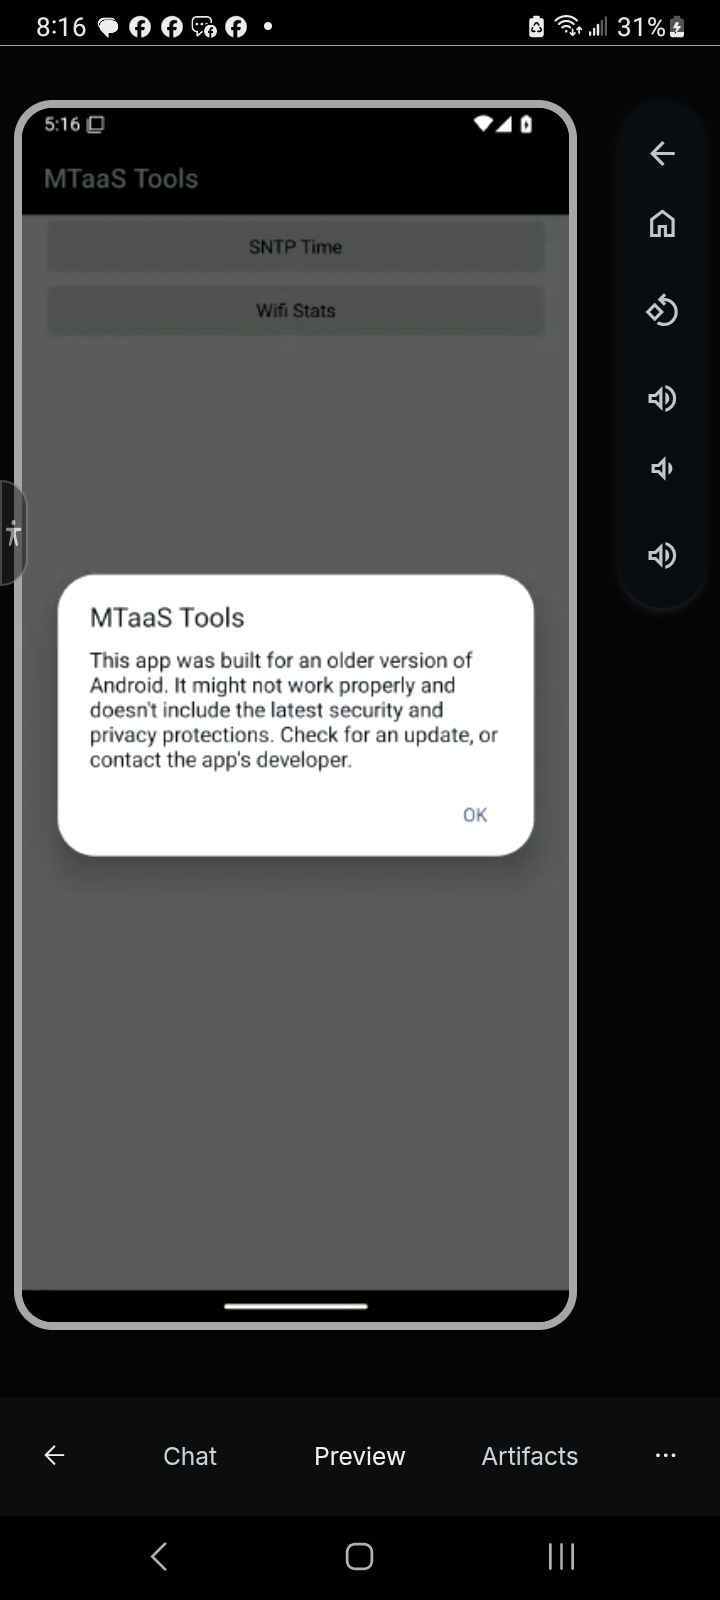 8:16
31%
5:16
MTaaS Tools
SNTP Time
Wifi Stats
MTaaS Tools
This app was built for an older version of
Android. It might not work properly and
doesn't include the latest security and
privacy protections. Check for an update, or
contact the app's developer.
OK
Chat Preview Artifacts